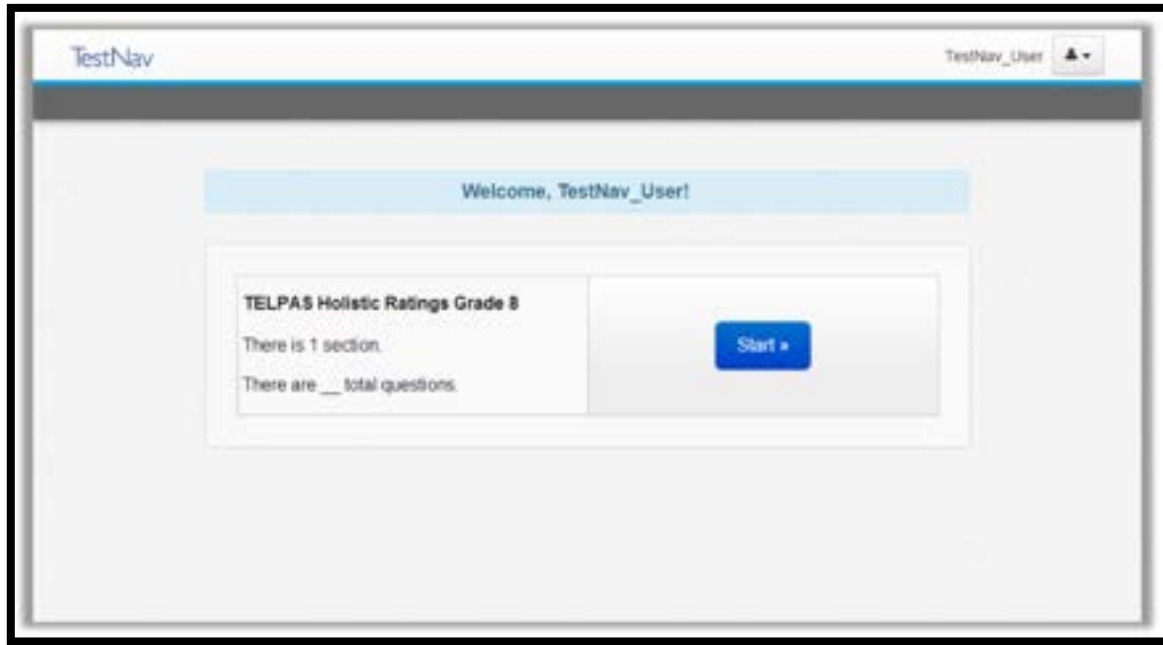 TestNav
TestNav_User
Welcome, TestNav_User!
TELPAS Holistic Ratings Grade 8
There is 1 section.
There are __ total questions.
Start »